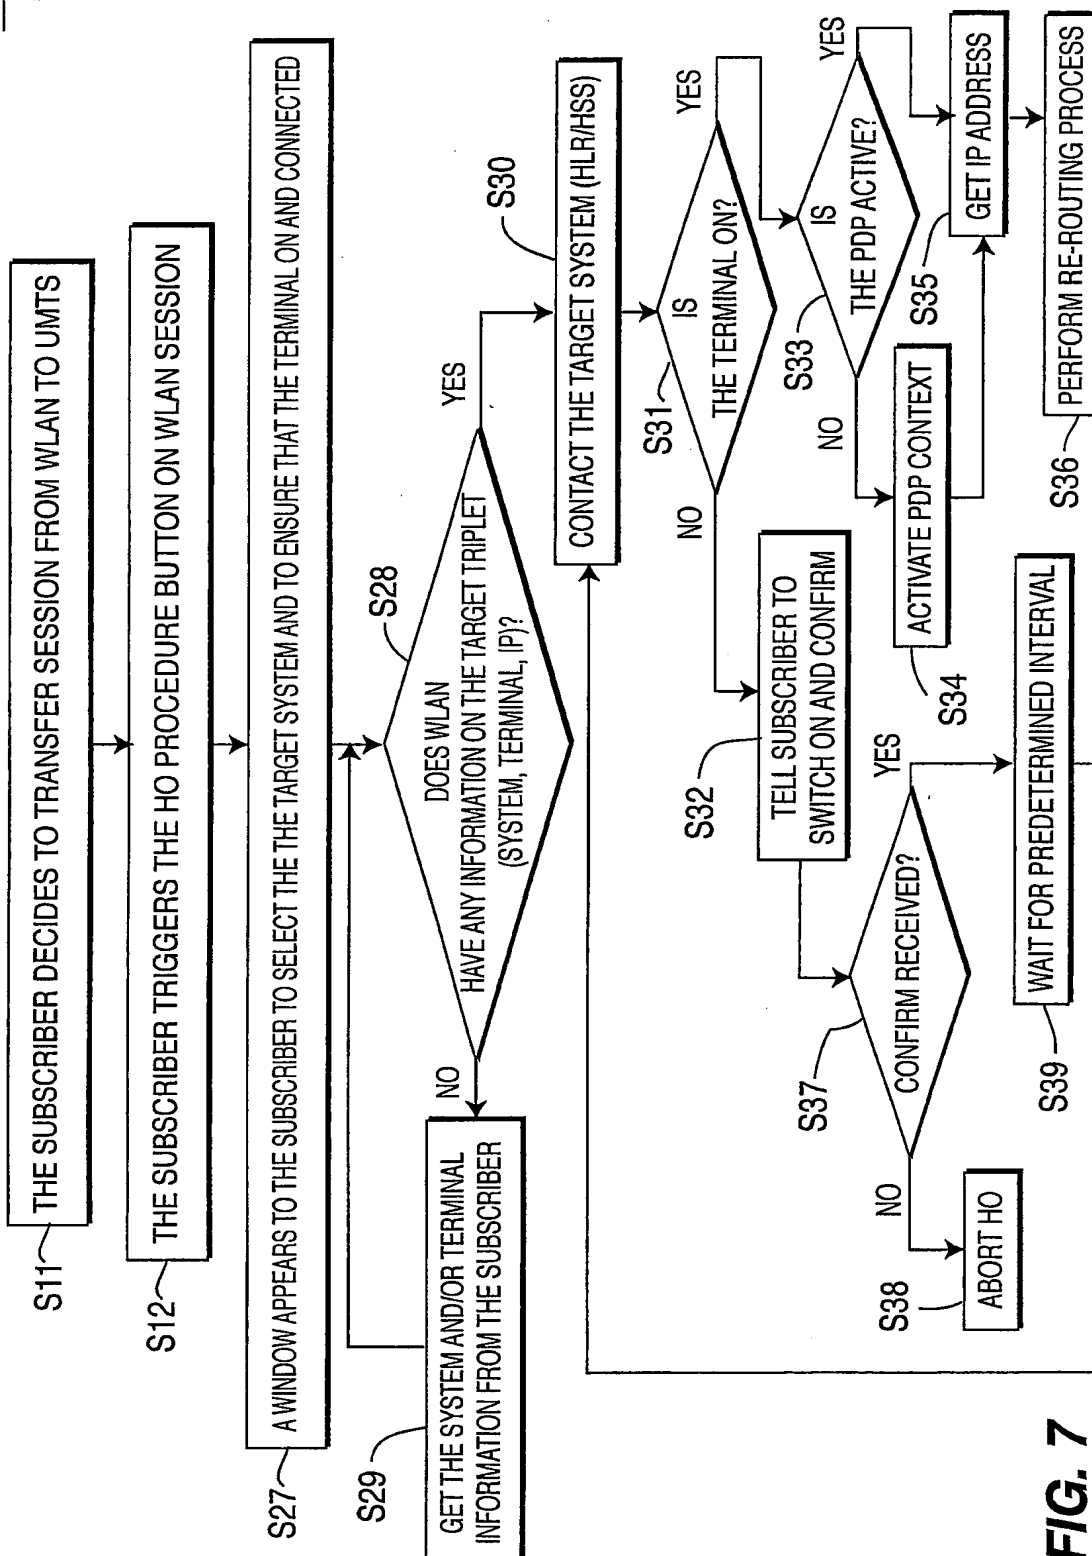 S11
THE SUBSCRIBER DECIDES TO TRANSFER SESSION FROM WLAN TO UMTS
S12
THE SUBSCRIBER TRIGGERS THE HO PROCEDURE BUTTON ON WLAN SESSION
S27
A WINDOW APPEARS TO THE SUBSCRIBER TO SELECT THE THE TARGET SYSTEM AND TO ENSURE THAT THE TERMINAL ON AND CONNECTED
S28
DOES WLAN
HAVE ANY INFORMATION ON THE TARGET TRIPLET
(SYSTEM, TERMINAL, IP)?
NO
YES
S29
GET THE SYSTEM AND/OR TERMINAL
INFORMATION FROM THE SUBSCRIBER
S30
CONTACT THE TARGET SYSTEM (HLR/HSS)
S31
IS
THE TERMINAL ON?
NO
YES
S32
TELL SUBSCRIBER TO
SWITCH ON AND CONFIRM
S33
IS
THE PDP ACTIVE?
NO
YES
S34
ACTIVATE PDP CONTEXT
S35
GET IP ADDRESS
S36
PERFORM RE-ROUTING PROCESS
S37
CONFIRM RECEIVED?
NO
YES
S38
ABORT HO
S39
WAIT FOR PREDETERMINED INTERVAL
FIG. 7